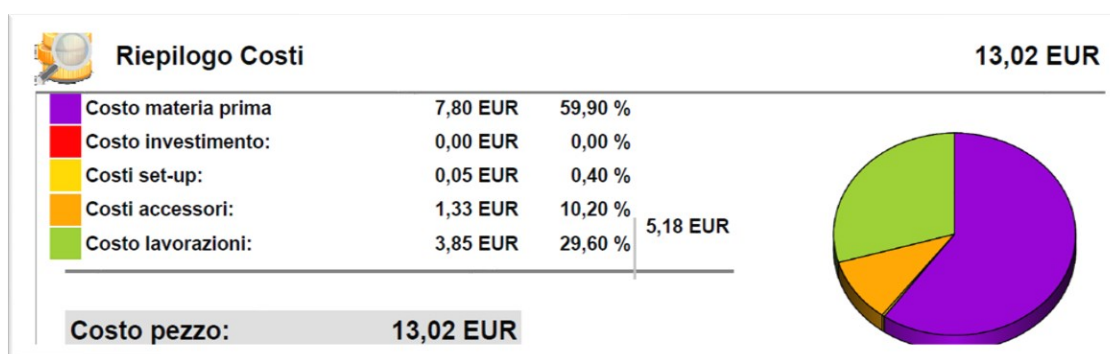 Riepilogo Costi 13,02 EUR
Costo materia prima 7,80 EUR 59,90 %
Costo investimento: 0,00 EUR 0,00 %
Costi set-up: 0,05 EUR 0,40 %
Costi accessori: 1,33 EUR 10,20 %
5,18 EUR
Costo lavorazioni: 3,85 EUR 29,60 %
Costo pezzo: 13,02 EUR